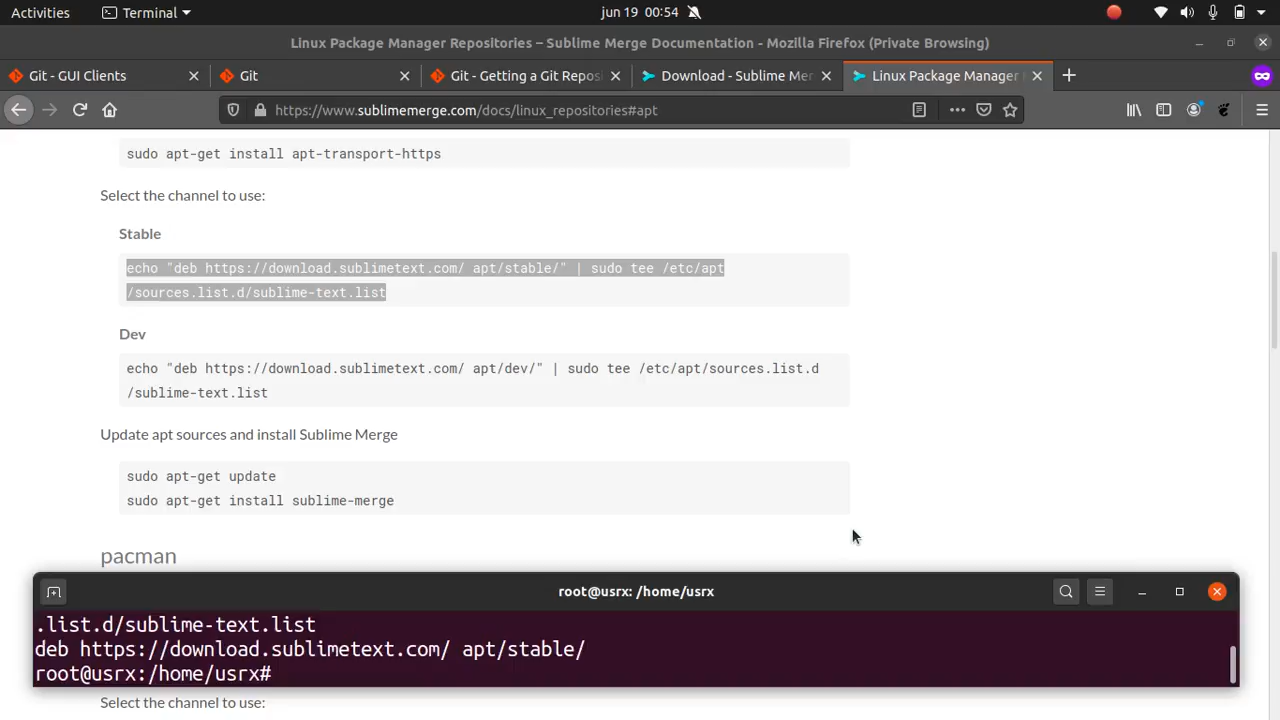 Activities
Terminal
jun 19 00:54
Linux Package Manager Repositories – Sublime Merge Documentation - Mozilla Firefox (Private Browsing)
Git - GUI Clients
Git
Git - Getting a Git Repos
Download - Sublime Mer
Linux Package Manager
https://www.sublimemerge.com/docs/linux_repositories#apt
sudo apt-get install apt-transport-https
Select the channel to use:
Stable
echo "deb https://download.sublimetext.com/ apt/stable/" | sudo tee /etc/apt
/sources.list.d/sublime-text.list
Dev
echo "deb https://download.sublimetext.com/ apt/dev/" | sudo tee /etc/apt/sources.list.d
/sublime-text.list
Update apt sources and install Sublime Merge
sudo apt-get update
sudo apt-get install sublime-merge
pacman
root@usrx: /home/usrx
.list.d/sublime-text.list
deb https://download.sublimetext.com/ apt/stable/
root@usrx:/home/usrx#
Select the channel to use: